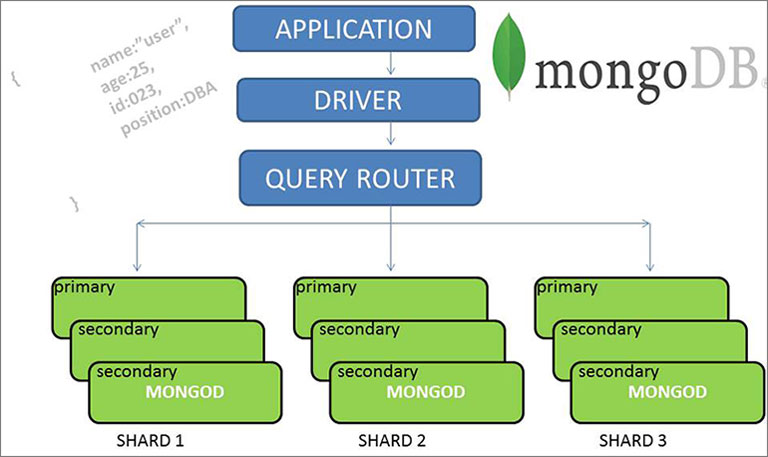 APPLICATION
mongoDB®
{
name:"user",
age:25,
id:023,
position:DBA
}
DRIVER
QUERY ROUTER
primary
secondary
secondary
MONGOD
SHARD 1
primary
secondary
secondary
MONGOD
SHARD 2
primary
secondary
secondary
MONGOD
SHARD 3